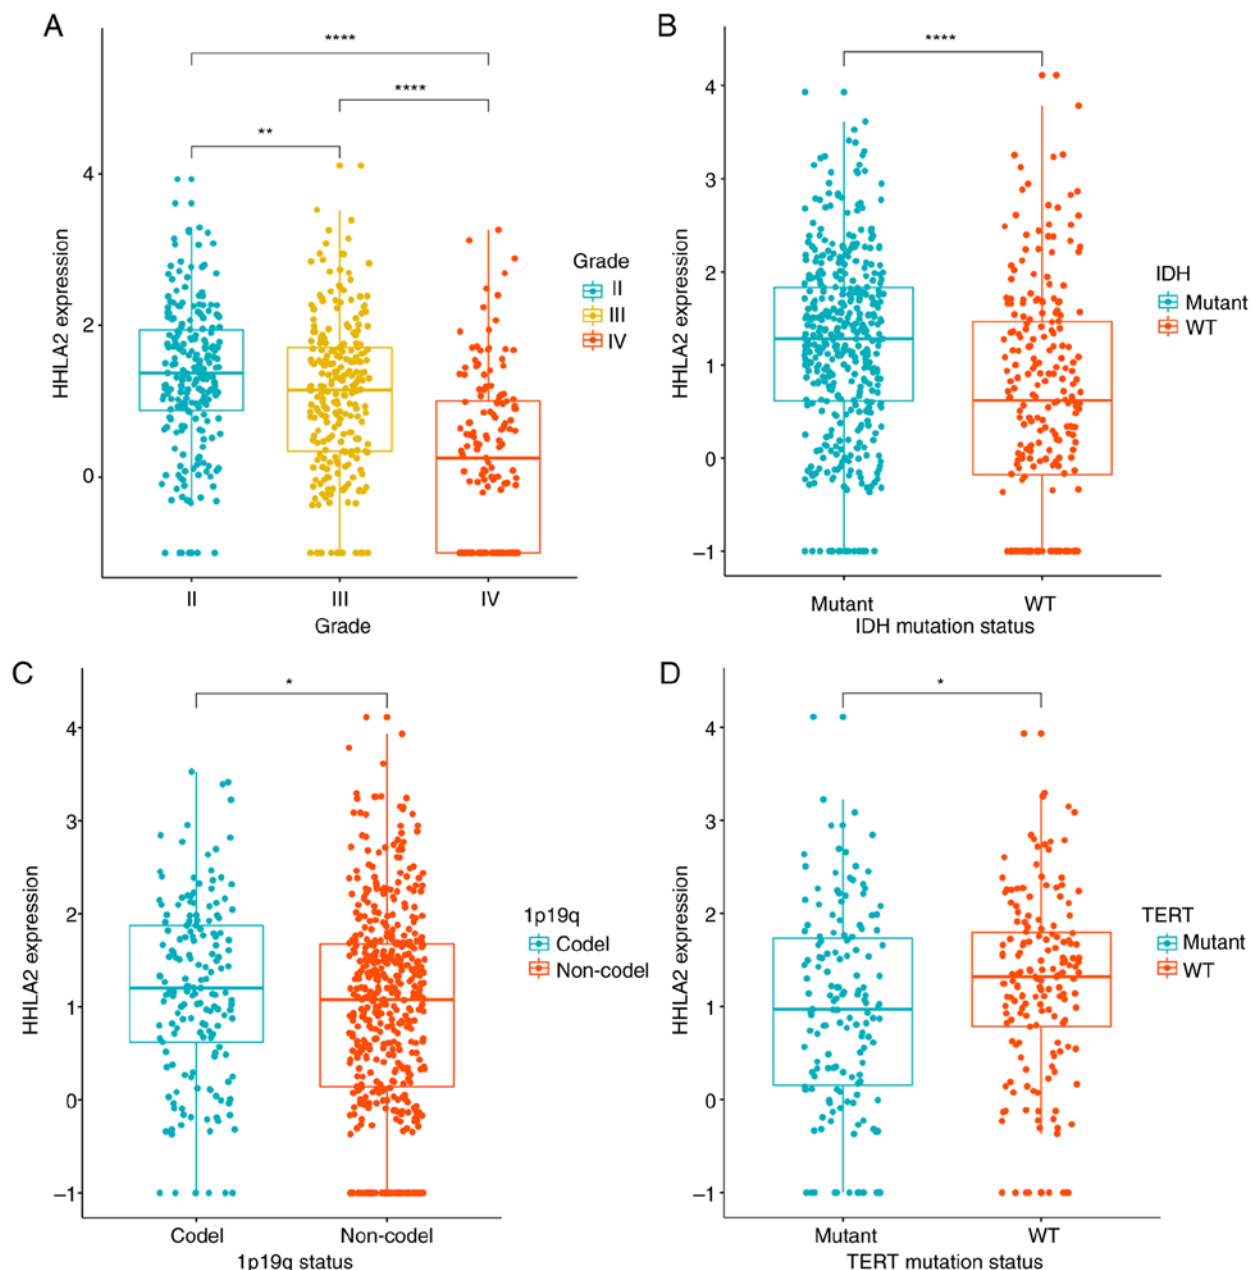 A
****
****
**
4
2
0
HHLA2 expression
II
III
IV
Grade
Grade
II
III
IV
B
****
4
3
2
1
0
–1
HHLA2 expression
Mutant
WT
IDH mutation status
IDH
Mutant
WT
C
*
4
3
2
1
0
–1
HHLA2 expression
Codel
Non-codel
1p19q status
1p19q
Codel
Non-codel
D
*
4
3
2
1
0
–1
HHLA2 expression
Mutant
WT
TERT mutation status
TERT
Mutant
WT